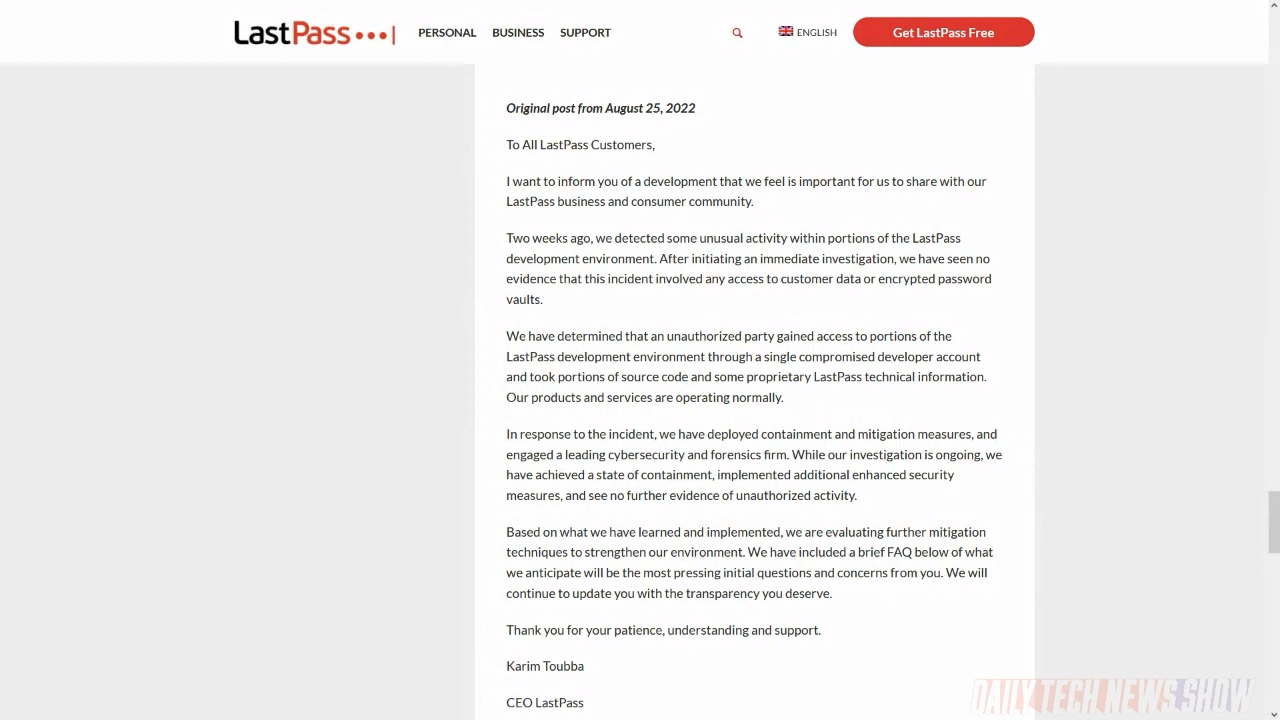 LastPass
PERSONAL BUSINESS SUPPORT
ENGLISH
Get LastPass Free
Original post from August 25, 2022
To All LastPass Customers,
I want to inform you of a development that we feel is important for us to share with our
LastPass business and consumer community.
Two weeks ago, we detected some unusual activity within portions of the LastPass
development environment. After initiating an immediate investigation, we have seen no
evidence that this incident involved any access to customer data or encrypted password
vaults.
We have determined that an unauthorized party gained access to portions of the
LastPass development environment through a single compromised developer account
and took portions of source code and some proprietary LastPass technical information.
Our products and services are operating normally.
In response to the incident, we have deployed containment and mitigation measures, and
engaged a leading cybersecurity and forensics firm. While our investigation is ongoing, we
have achieved a state of containment, implemented additional enhanced security
measures, and see no further evidence of unauthorized activity.
Based on what we have learned and implemented, we are evaluating further mitigation
techniques to strengthen our environment. We have included a brief FAQ below of what
we anticipate will be the most pressing initial questions and concerns from you. We will
continue to update you with the transparency you deserve.
Thank you for your patience, understanding and support.
Karim Toubba
CEO LastPass
DAILY TECH NEWS SHOW